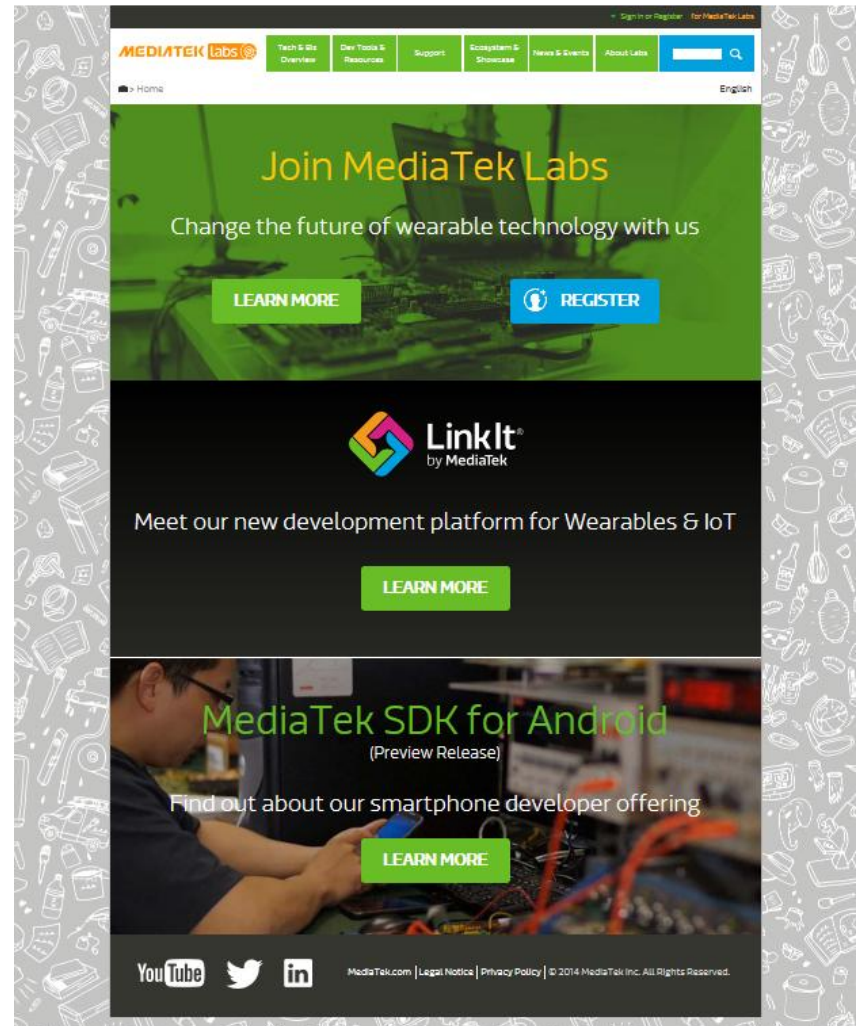 Sign in or Register for MediaTek Labs
MEDIATEK labs
Tech & Biz Overview
Dev Tools & Resources
Support
Ecosystem & Showcase
News & Events
About Labs
> Home
English
Join MediaTek Labs
Change the future of wearable technology with us
LEARN MORE
REGISTER
LinkIt®
by MediaTek
Meet our new development platform for Wearables & IoT
LEARN MORE
MediaTek SDK for Android
(Preview Release)
Find out about our smartphone developer offering
LEARN MORE
YouTube in MediaTek.com | Legal Notice | Privacy Policy | © 2014 MediaTek Inc. All Rights Reserved.